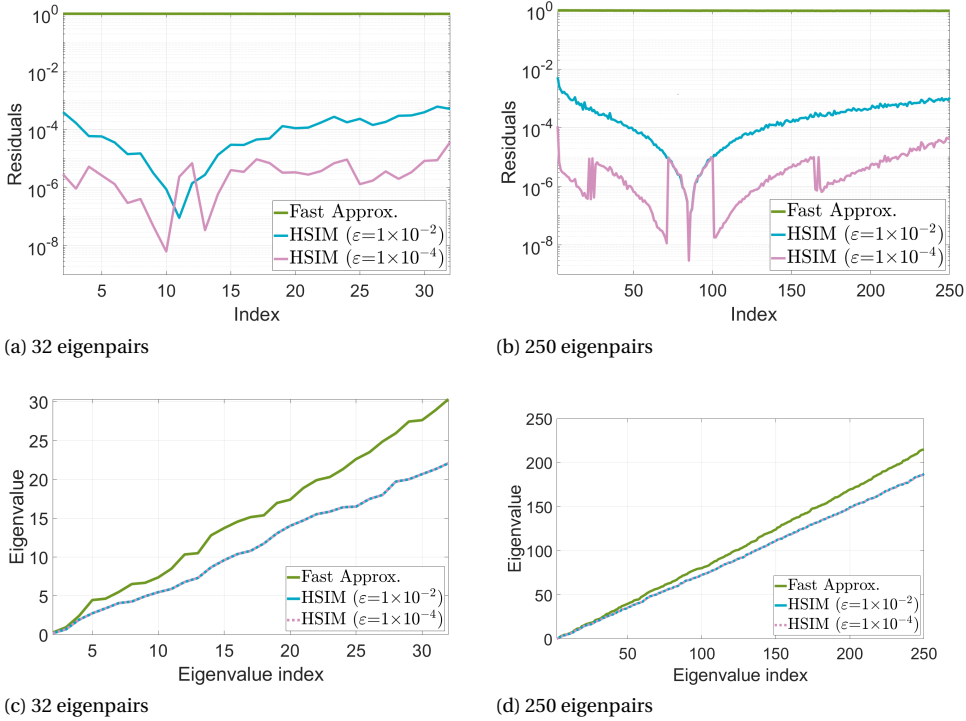 10^0
10^-2
10^-4
10^-6
10^-8
Residuals
Fast Approx.
HSIM (ε=1×10^-2)
HSIM (ε=1×10^-4)
5 10 15 20 25 30
Index
(a) 32 eigenpairs
10^0
10^-2
10^-4
10^-6
10^-8
Residuals
Fast Approx.
HSIM (ε=1×10^-2)
HSIM (ε=1×10^-4)
50 100 150 200 250
Index
(b) 250 eigenpairs
30
25
20
15
10
5
0
Eigenvalue
Fast Approx.
HSIM (ε=1×10^-2)
HSIM (ε=1×10^-4)
5 10 15 20 25 30
Eigenvalue index
(c) 32 eigenpairs
250
200
150
100
50
0
Eigenvalue
Fast Approx.
HSIM (ε=1×10^-2)
HSIM (ε=1×10^-4)
50 100 150 200 250
Eigenvalue index
(d) 250 eigenpairs